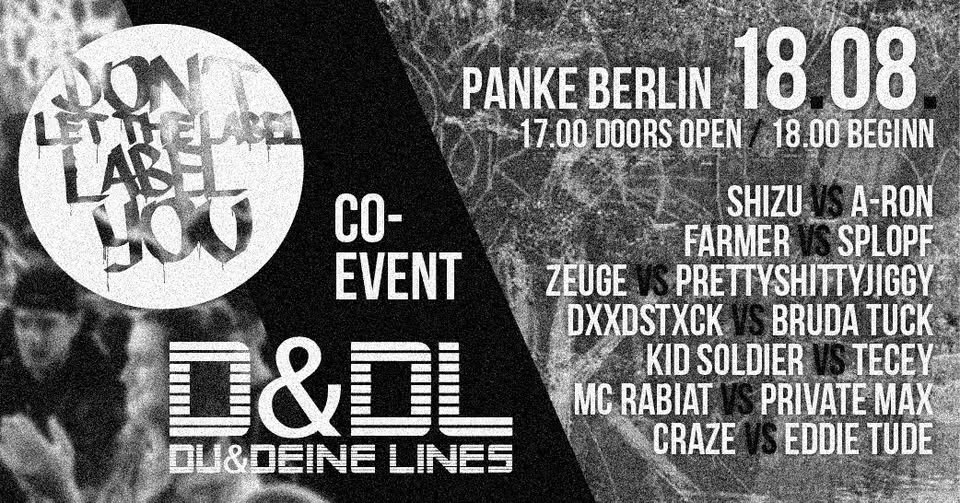 DON'T
LET THE LABEL
LABEL
YOU
CO-
EVENT
D&DL
DU&DEINE LINES
PANKE BERLIN 18.08.
17.00 DOORS OPEN / 18.00 BEGINN
SHIZU VS A-RON
FARMER VS SPLOPF
ZEUGE VS PRETTYSHITTYJIGGY
DXXDSTXCK VS BRUDA TUCK
KID SOLDIER VS TECEY
MC RABIAT VS PRIVATE MAX
CRAZE VS EDDIE TUDE